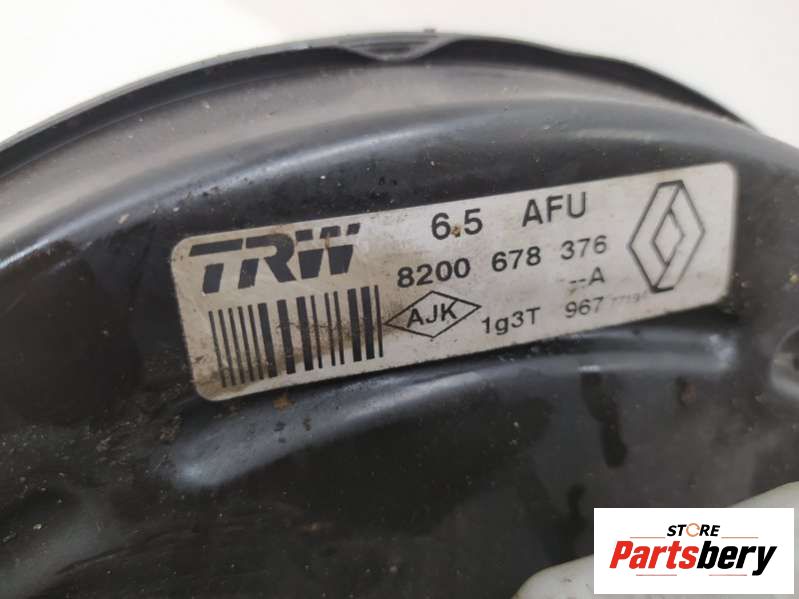 TRW 6.5 AFU
8200 678 376
--A
AJK 1g3T 967
STORE
Partsbery